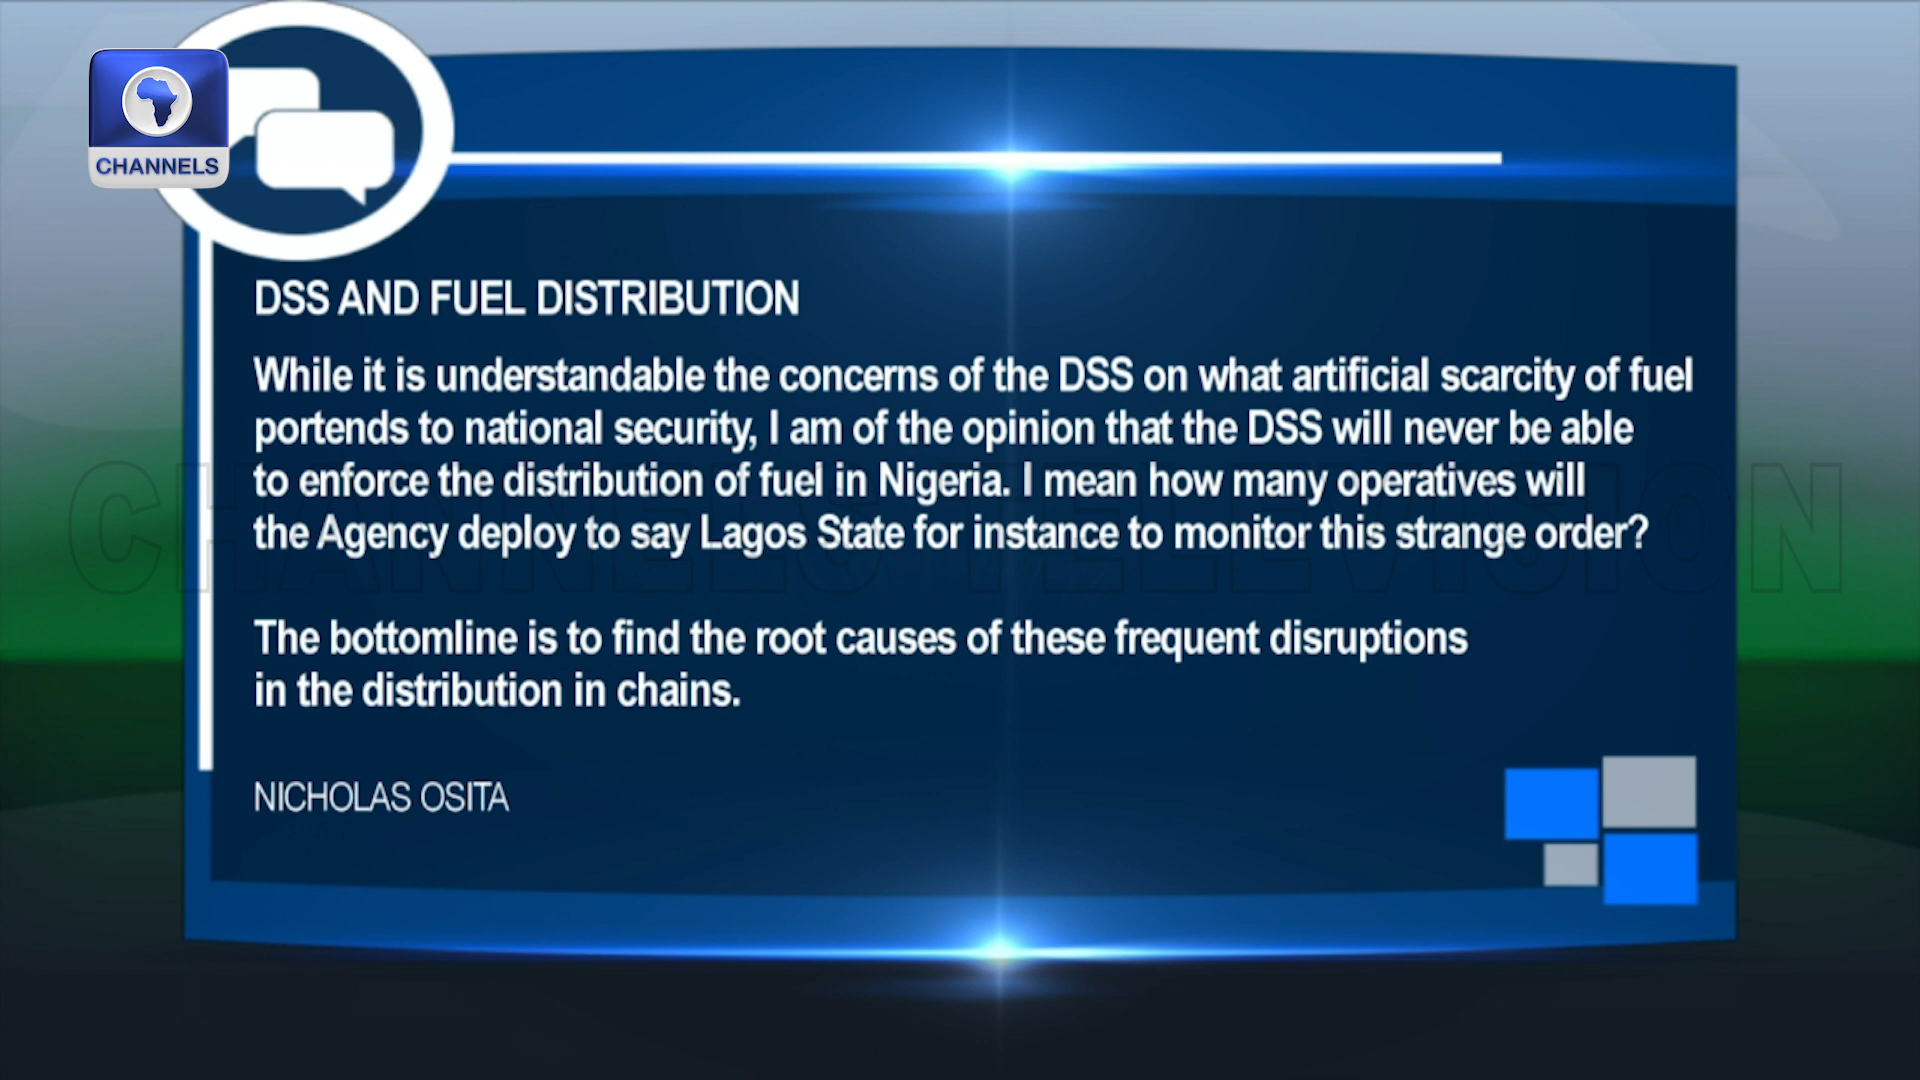 CHANNELS
DSS AND FUEL DISTRIBUTION
While it is understandable the concerns of the DSS on what artificial scarcity of fuel
portends to national security, I am of the opinion that the DSS will never be able
to enforce the distribution of fuel in Nigeria. I mean how many operatives will
the Agency deploy to say Lagos State for instance to monitor this strange order?
The bottomline is to find the root causes of these frequent disruptions
in the distribution in chains.
NICHOLAS OSITA
CHANNELS TELEVISION